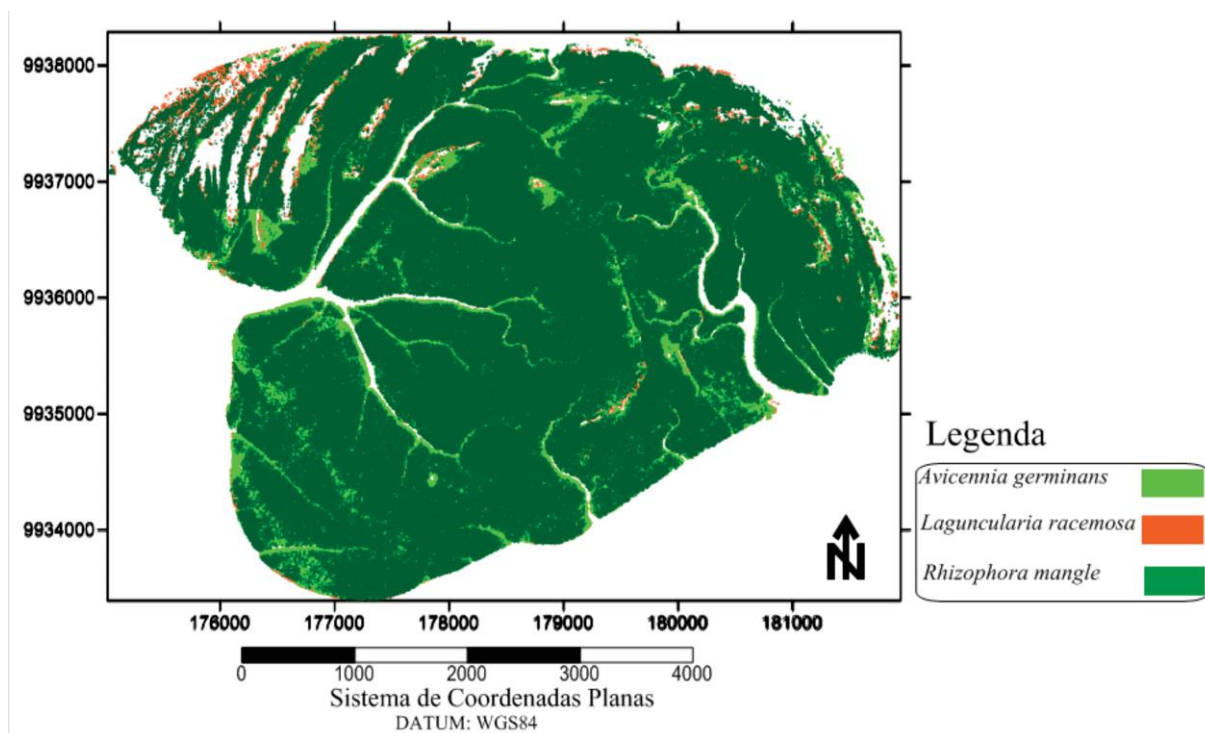 9938000
9937000
9936000
9935000
9934000
176000 177000 178000 179000 180000 181000
0 1000 2000 3000 4000
Sistema de Coordenadas Planas
DATUM: WGS84
N
Legenda
Avicennia germinans
Laguncularia racemosa
Rhizophora mangle